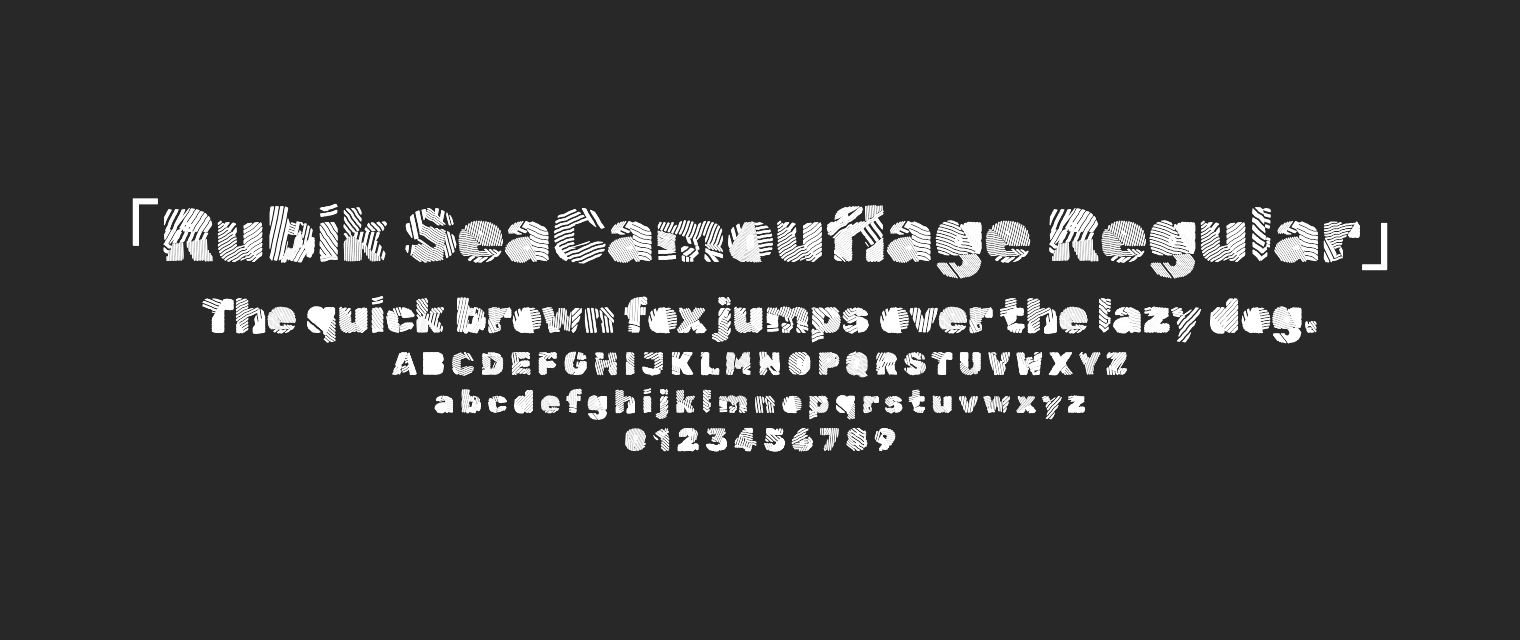 「Rubik SeaCamouflage Regular」
The quick brown fox jumps over the lazy dog.
ABCDEFGHIJKLMNOPQRSTUVWXYZ
abcdefghijklmnopqrstuvwxyz
0123456789